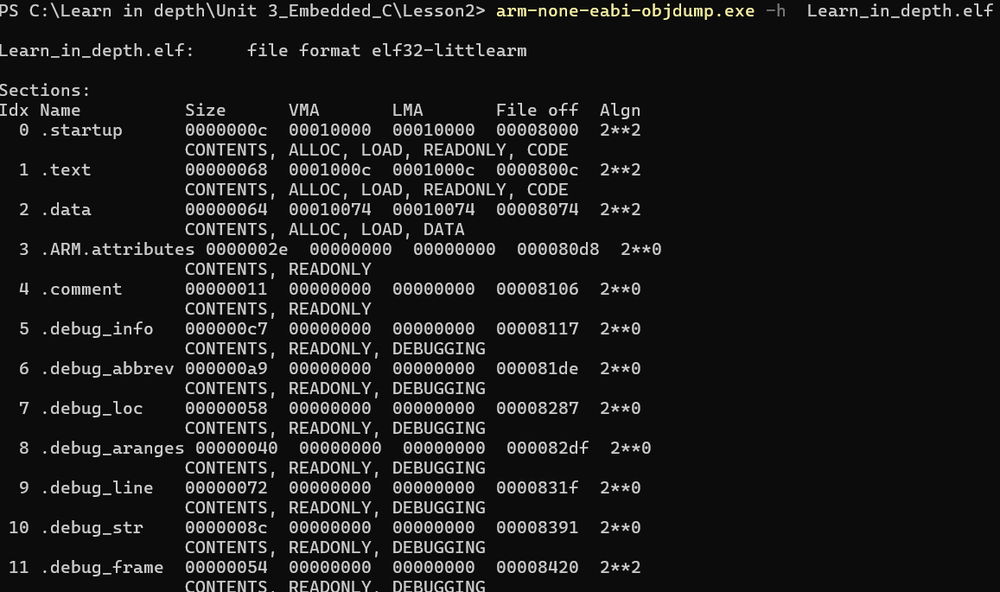 PS C:\Learn in depth\Unit 3_Embedded_C\Lesson2> arm-none-eabi-objdump.exe -h  Learn_in_depth.elf
Learn_in_depth.elf:     file format elf32-littlearm
Sections:
Idx Name          Size      VMA       LMA       File off  Algn
  0 .startup      0000000c  00010000  00010000  00008000  2**2
                  CONTENTS, ALLOC, LOAD, READONLY, CODE
  1 .text         00000068  0001000c  0001000c  0000800c  2**2
                  CONTENTS, ALLOC, LOAD, READONLY, CODE
  2 .data         00000064  00010074  00010074  00008074  2**2
                  CONTENTS, ALLOC, LOAD, DATA
  3 .ARM.attributes 0000002e  00000000  00000000  000080d8  2**0
                  CONTENTS, READONLY
  4 .comment      00000011  00000000  00000000  00008106  2**0
                  CONTENTS, READONLY
  5 .debug_info   000000c7  00000000  00000000  00008117  2**0
                  CONTENTS, READONLY, DEBUGGING
  6 .debug_abbrev 000000a9  00000000  00000000  000081de  2**0
                  CONTENTS, READONLY, DEBUGGING
  7 .debug_loc    00000058  00000000  00000000  00008287  2**0
                  CONTENTS, READONLY, DEBUGGING
  8 .debug_aranges 00000040  00000000  00000000  000082df  2**0
                  CONTENTS, READONLY, DEBUGGING
  9 .debug_line   00000072  00000000  00000000  0000831f  2**0
                  CONTENTS, READONLY, DEBUGGING
 10 .debug_str    0000008c  00000000  00000000  00008391  2**0
                  CONTENTS, READONLY, DEBUGGING
 11 .debug_frame  00000054  00000000  00000000  00008420  2**2
                  CONTENTS, READONLY, DEBUGGING